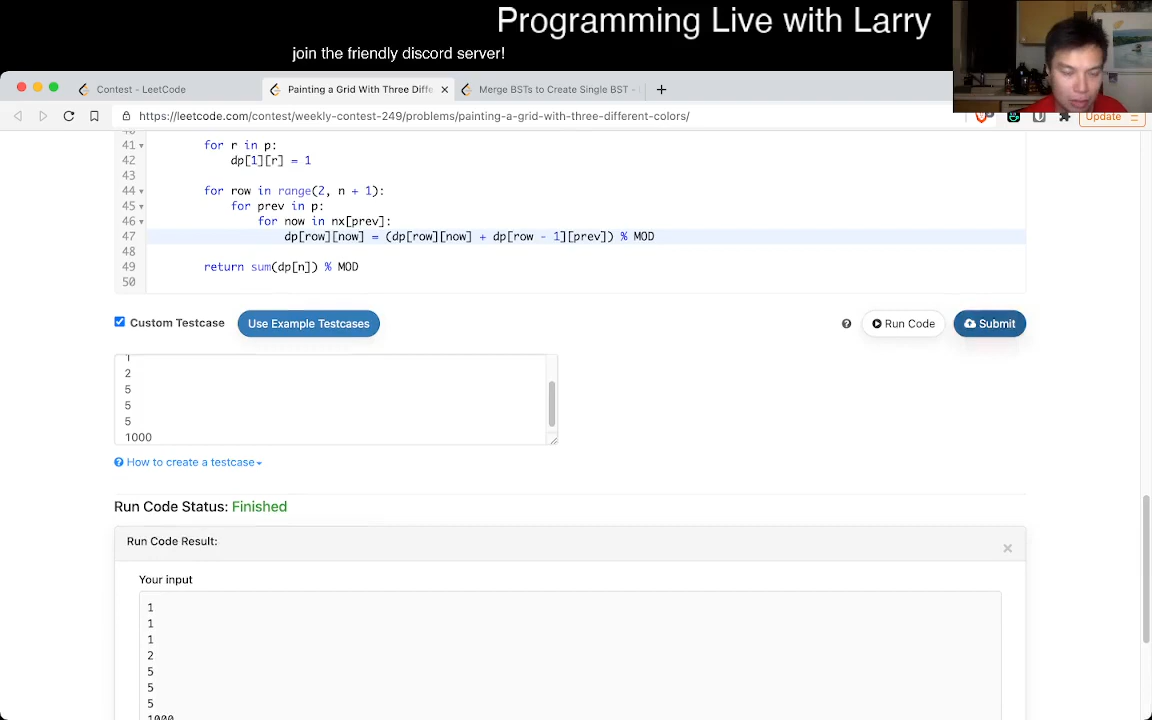 Programming Live with Larry
join the friendly discord server!
Contest - LeetCode
Painting a Grid With Three Diffe
Merge BSTs to Create Single BST -
https://leetcode.com/contest/weekly-contest-249/problems/painting-a-grid-with-three-different-colors/
Update
40
41 for r in p:
42 dp[1][r] = 1
43
44 for row in range(2, n + 1):
45 for prev in p:
46 for now in nx[prev]:
47 dp[row][now] = (dp[row][now] + dp[row - 1][prev]) % MOD
48
49 return sum(dp[n]) % MOD
50
Custom Testcase
Use Example Testcases
Run Code
Submit
1
2
5
5
5
1000
How to create a testcase
Run Code Status: Finished
Run Code Result:
Your input
1
1
1
2
5
5
5
1000